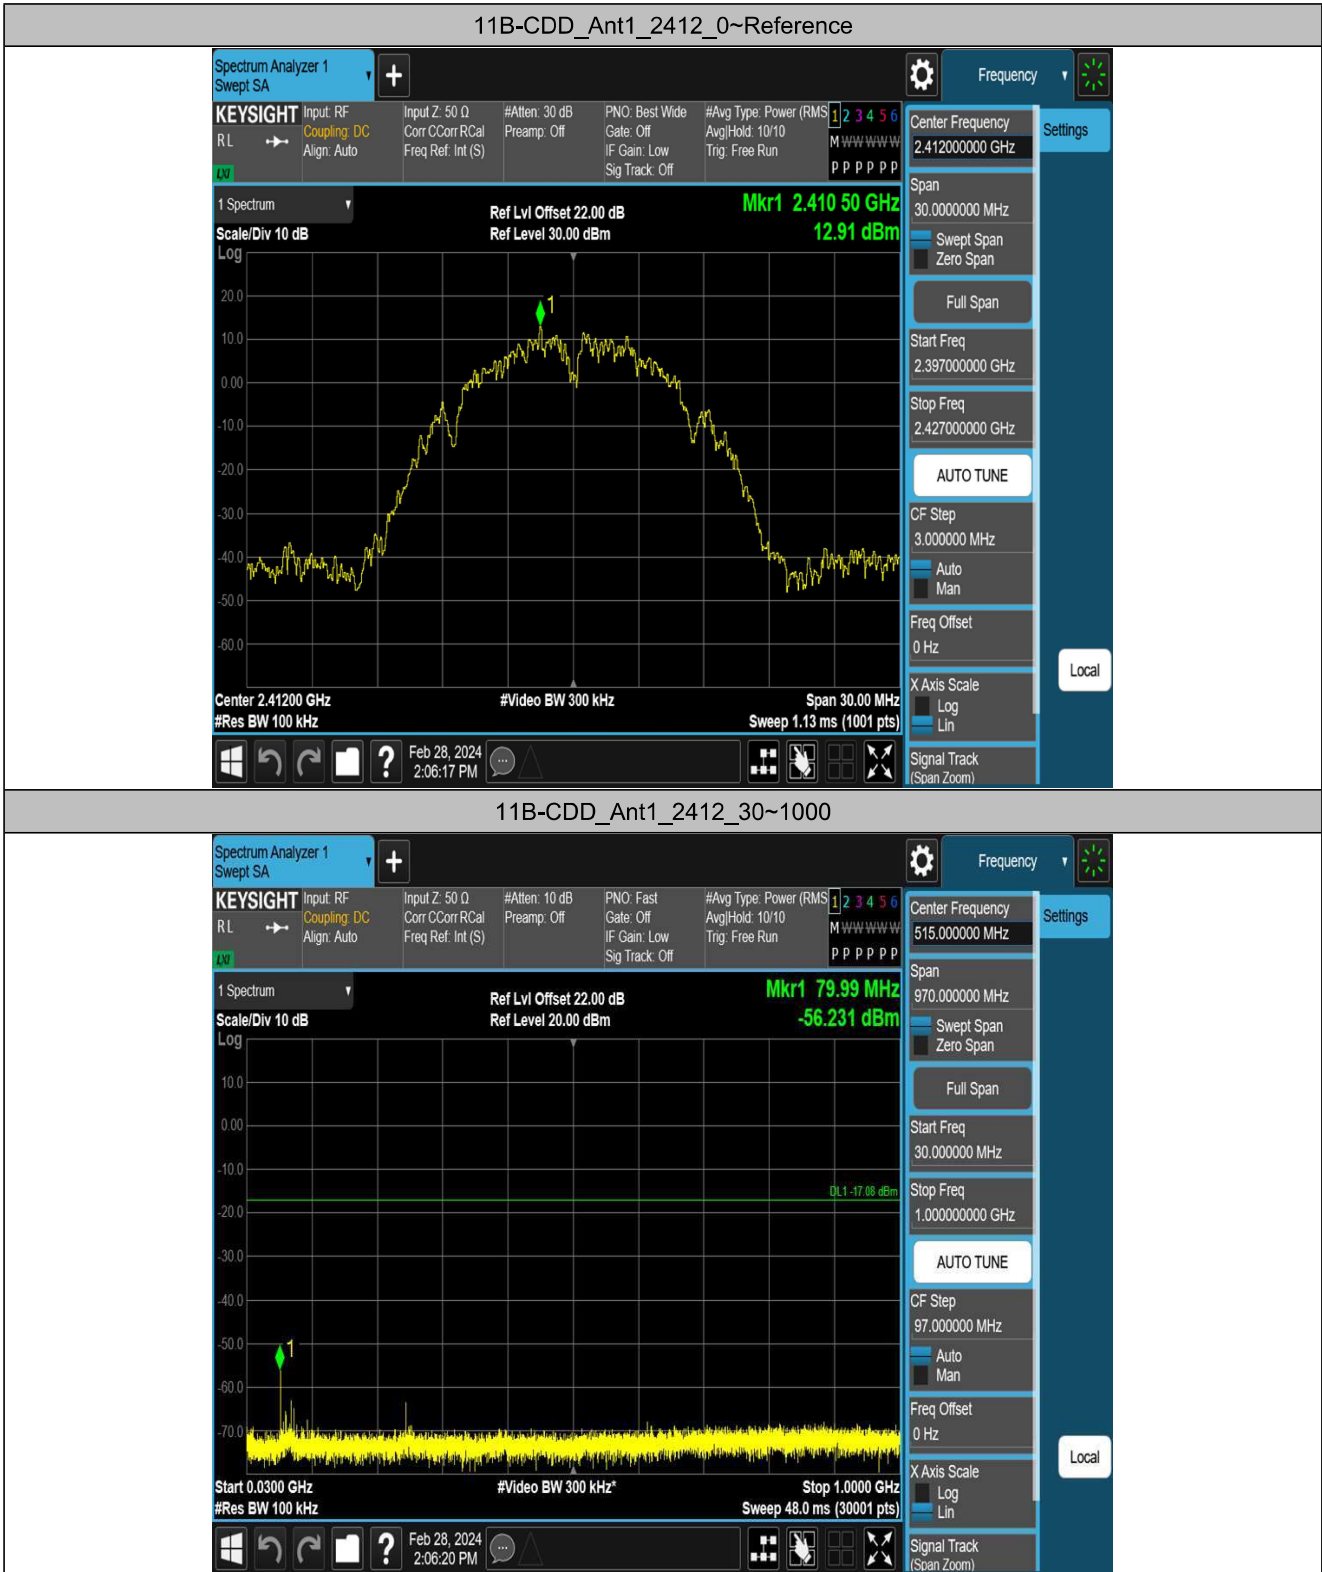 11B-CDD_Ant1_2412_0~Reference
Spectrum Analyzer 1
Swept SA
+
Frequency
KEYSIGHT
RL
LXI
Input: RF
Coupling: DC
Align: Auto
Input Z: 50 Ω
Corr CCorr RCal
Freq Ref: Int (S)
#Atten: 30 dB
Preamp: Off
PNO: Best Wide
Gate: Off
IF Gain: Low
Sig Track: Off
#Avg Type: Power (RMS
Avg|Hold: 10/10
Trig: Free Run
1 2 3 4 5 6
M W W W W W
P P P P P P
Center Frequency
2.412000000 GHz
Settings
1 Spectrum
Scale/Div 10 dB
Log
Ref Lvl Offset 22.00 dB
Ref Level 30.00 dBm
Mkr1 2.410 50 GHz
12.91 dBm
20.0
10.0
0.00
-10.0
-20.0
-30.0
-40.0
-50.0
-60.0
1
Span
30.0000000 MHz
Swept Span
Zero Span
Full Span
Start Freq
2.397000000 GHz
Stop Freq
2.427000000 GHz
AUTO TUNE
CF Step
3.000000 MHz
Auto
Man
Freq Offset
0 Hz
X Axis Scale
Log
Lin
Signal Track
(Span Zoom)
Local
Center 2.41200 GHz
#Res BW 100 kHz
#Video BW 300 kHz
Span 30.00 MHz
Sweep 1.13 ms (1001 pts)
?
Feb 28, 2024
2:06:17 PM
11B-CDD_Ant1_2412_30~1000
Spectrum Analyzer 1
Swept SA
+
Frequency
KEYSIGHT
RL
LXI
Input: RF
Coupling: DC
Align: Auto
Input Z: 50 Ω
Corr CCorr RCal
Freq Ref: Int (S)
#Atten: 10 dB
Preamp: Off
PNO: Fast
Gate: Off
IF Gain: Low
Sig Track: Off
#Avg Type: Power (RMS
Avg|Hold: 10/10
Trig: Free Run
1 2 3 4 5 6
M W W W W W
P P P P P P
Center Frequency
515.000000 MHz
Settings
1 Spectrum
Scale/Div 10 dB
Log
Ref Lvl Offset 22.00 dB
Ref Level 20.00 dBm
Mkr1 79.99 MHz
-56.231 dBm
10.0
0.00
-10.0
-20.0
-30.0
-40.0
-50.0
-60.0
-70.0
DL1 -17.08 dBm
1
Span
970.000000 MHz
Swept Span
Zero Span
Full Span
Start Freq
30.000000 MHz
Stop Freq
1.000000000 GHz
AUTO TUNE
CF Step
97.000000 MHz
Auto
Man
Freq Offset
0 Hz
X Axis Scale
Log
Lin
Signal Track
(Span Zoom)
Local
Start 0.0300 GHz
#Res BW 100 kHz
#Video BW 300 kHz*
Stop 1.0000 GHz
Sweep 48.0 ms (30001 pts)
?
Feb 28, 2024
2:06:20 PM